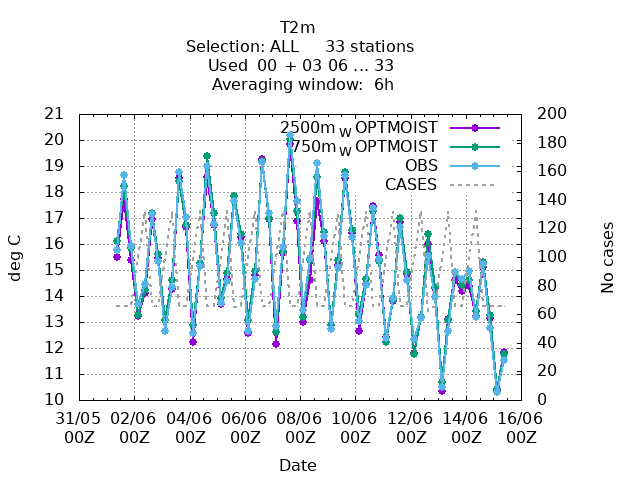 T2m
Selection: ALL 33 stations
Used 00 + 03 06 ... 33
Averaging window: 6h
21
20
19
18
17
16
15
14
13
12
11
10
deg C
200
180
160
140
120
100
80
60
40
20
0
No cases
2500m W OPTMOIST
750m W OPTMOIST
OBS
CASES
31/05 02/06 04/06 06/06 08/06 10/06 12/06 14/06 16/06
00Z 00Z 00Z 00Z 00Z 00Z 00Z 00Z 00Z
Date